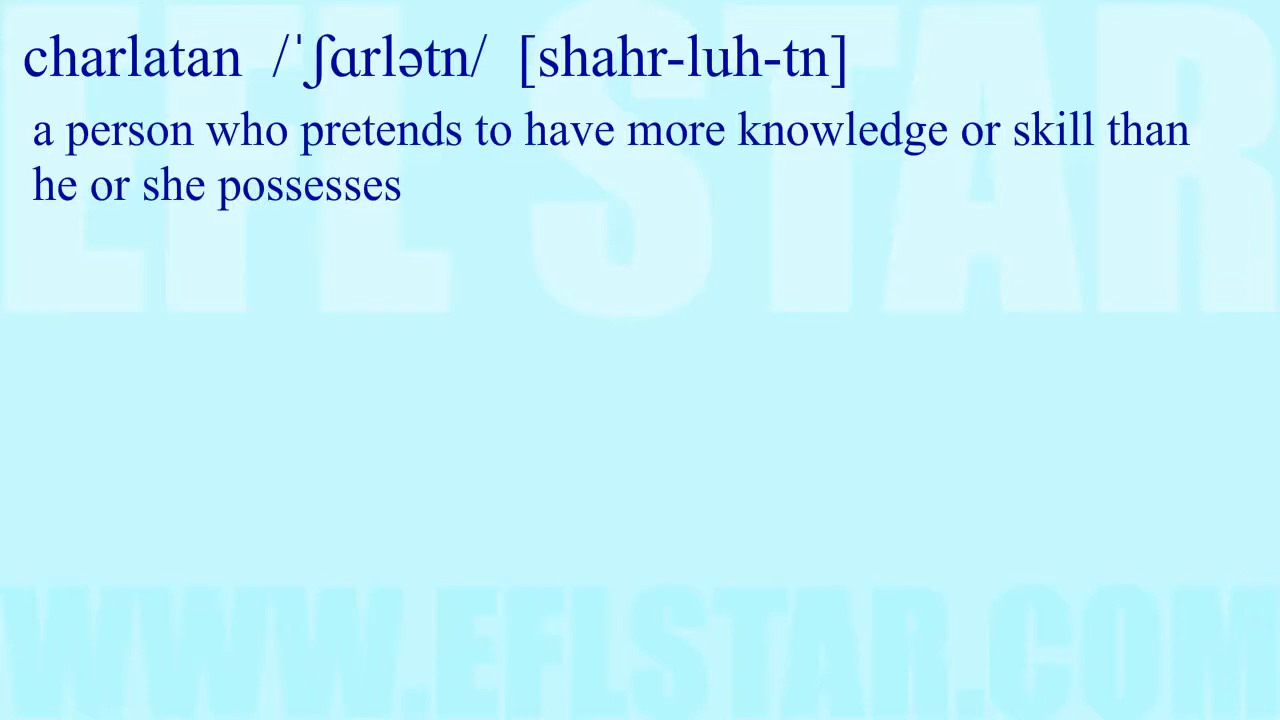 EFL STAR
charlatan /ˈʃɑrlətn/ [shahr-luh-tn]
a person who pretends to have more knowledge or skill than
he or she possesses
WWW.EFLSTAR.COM